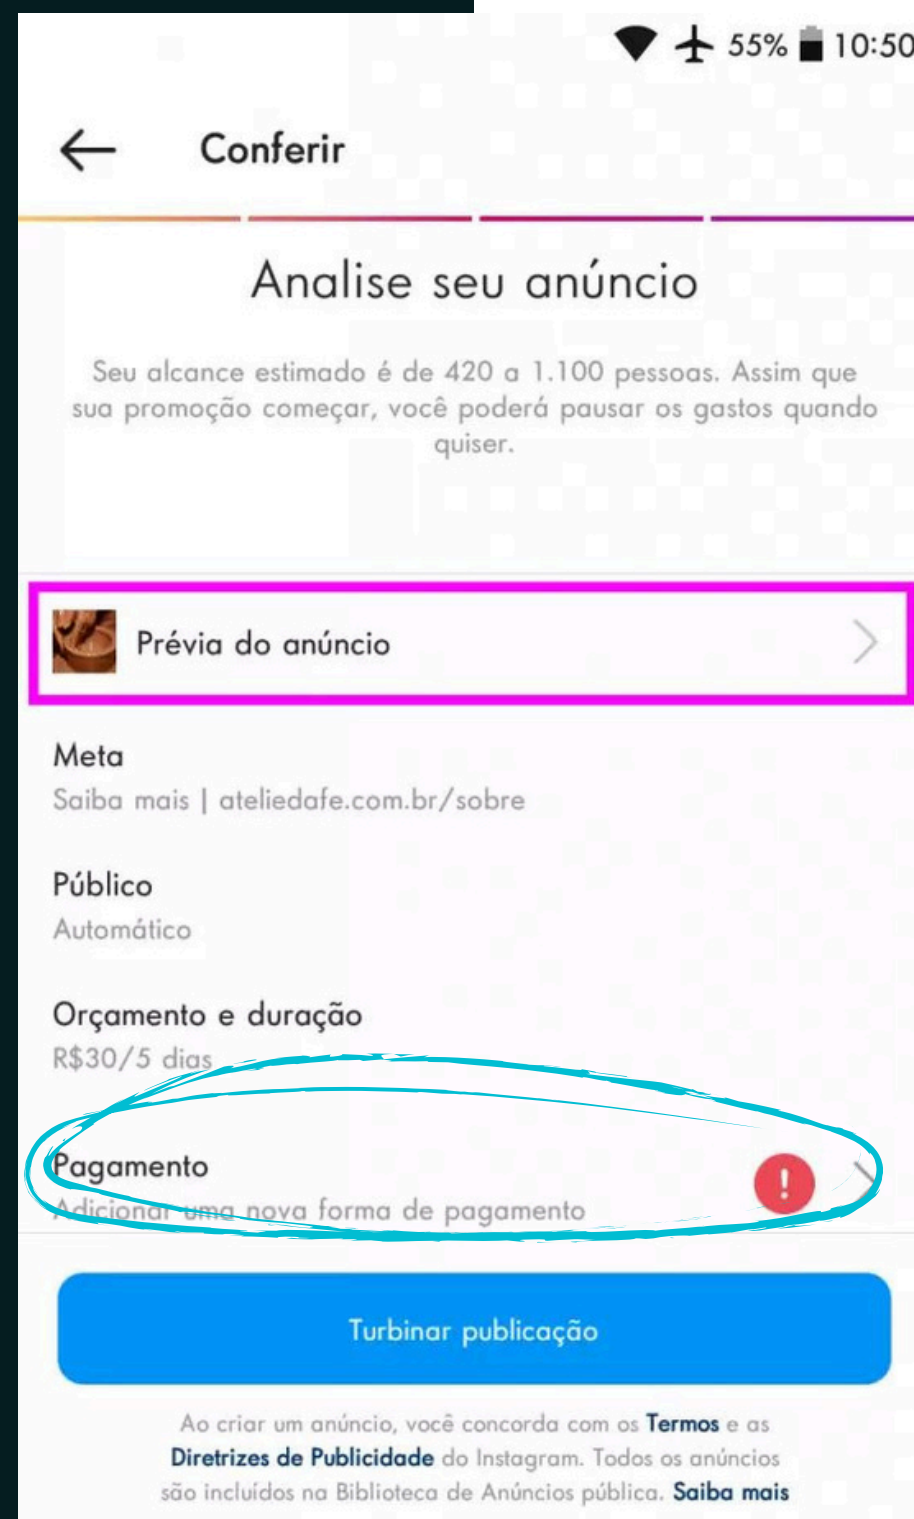 55% 10:50
Conferir
Analise seu anúncio
Seu alcance estimado é de 420 a 1.100 pessoas. Assim que
sua promoção começar, você poderá pausar os gastos quando
quiser.
Prévia do anúncio
Meta
Saiba mais | ateliedafe.com.br/sobre
Público
Automático
Orçamento e duração
R$30/5 dias
Pagamento
Adicionar uma nova forma de pagamento
Turbinar publicação
Ao criar um anúncio, você concorda com os Termos e as
Diretrizes de Publicidade do Instagram. Todos os anúncios
são incluídos na Biblioteca de Anúncios pública. Saiba mais